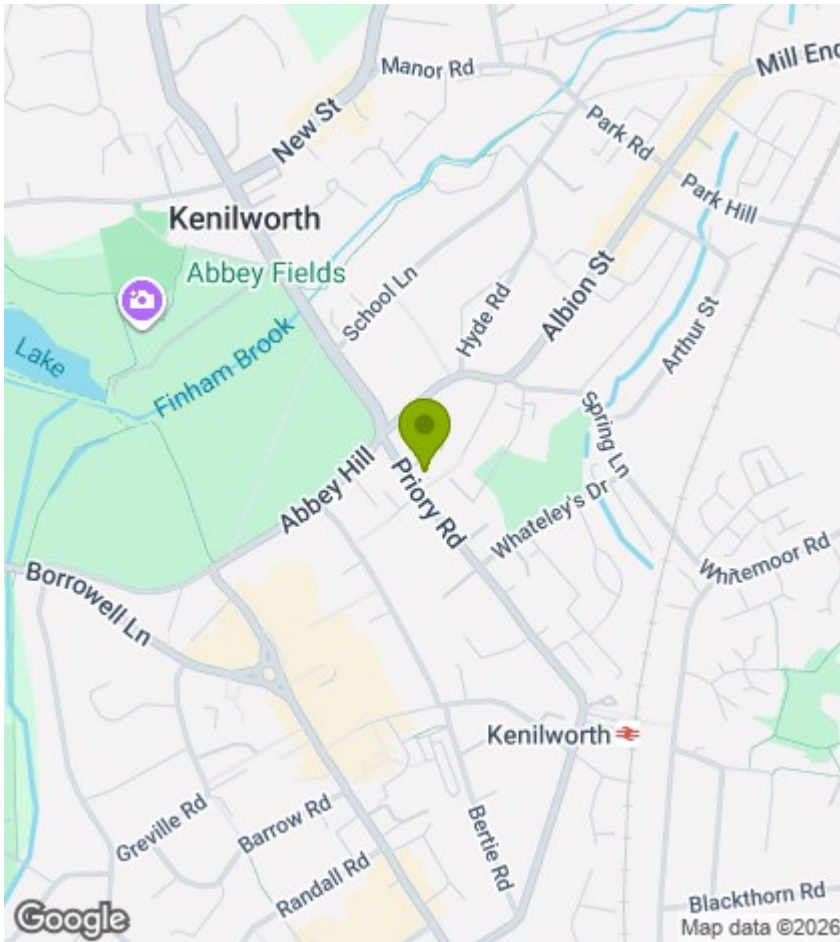 Manor Rd
Mill End
New St
Park Rd
Park Hill
Kenilworth
Abbey Fields
School Ln
Hyde Rd
Albion St
Arthur St
Lake
Finham Brook
Spring Ln
Abbey Hill
Priory Rd
Whateley's Dr
Whitemoor Rd
Borrowell Ln
Kenilworth
Greville Rd
Barrow Rd
Bertie Rd
Randall Rd
Blackthorn Rd
Google
Map data ©2026